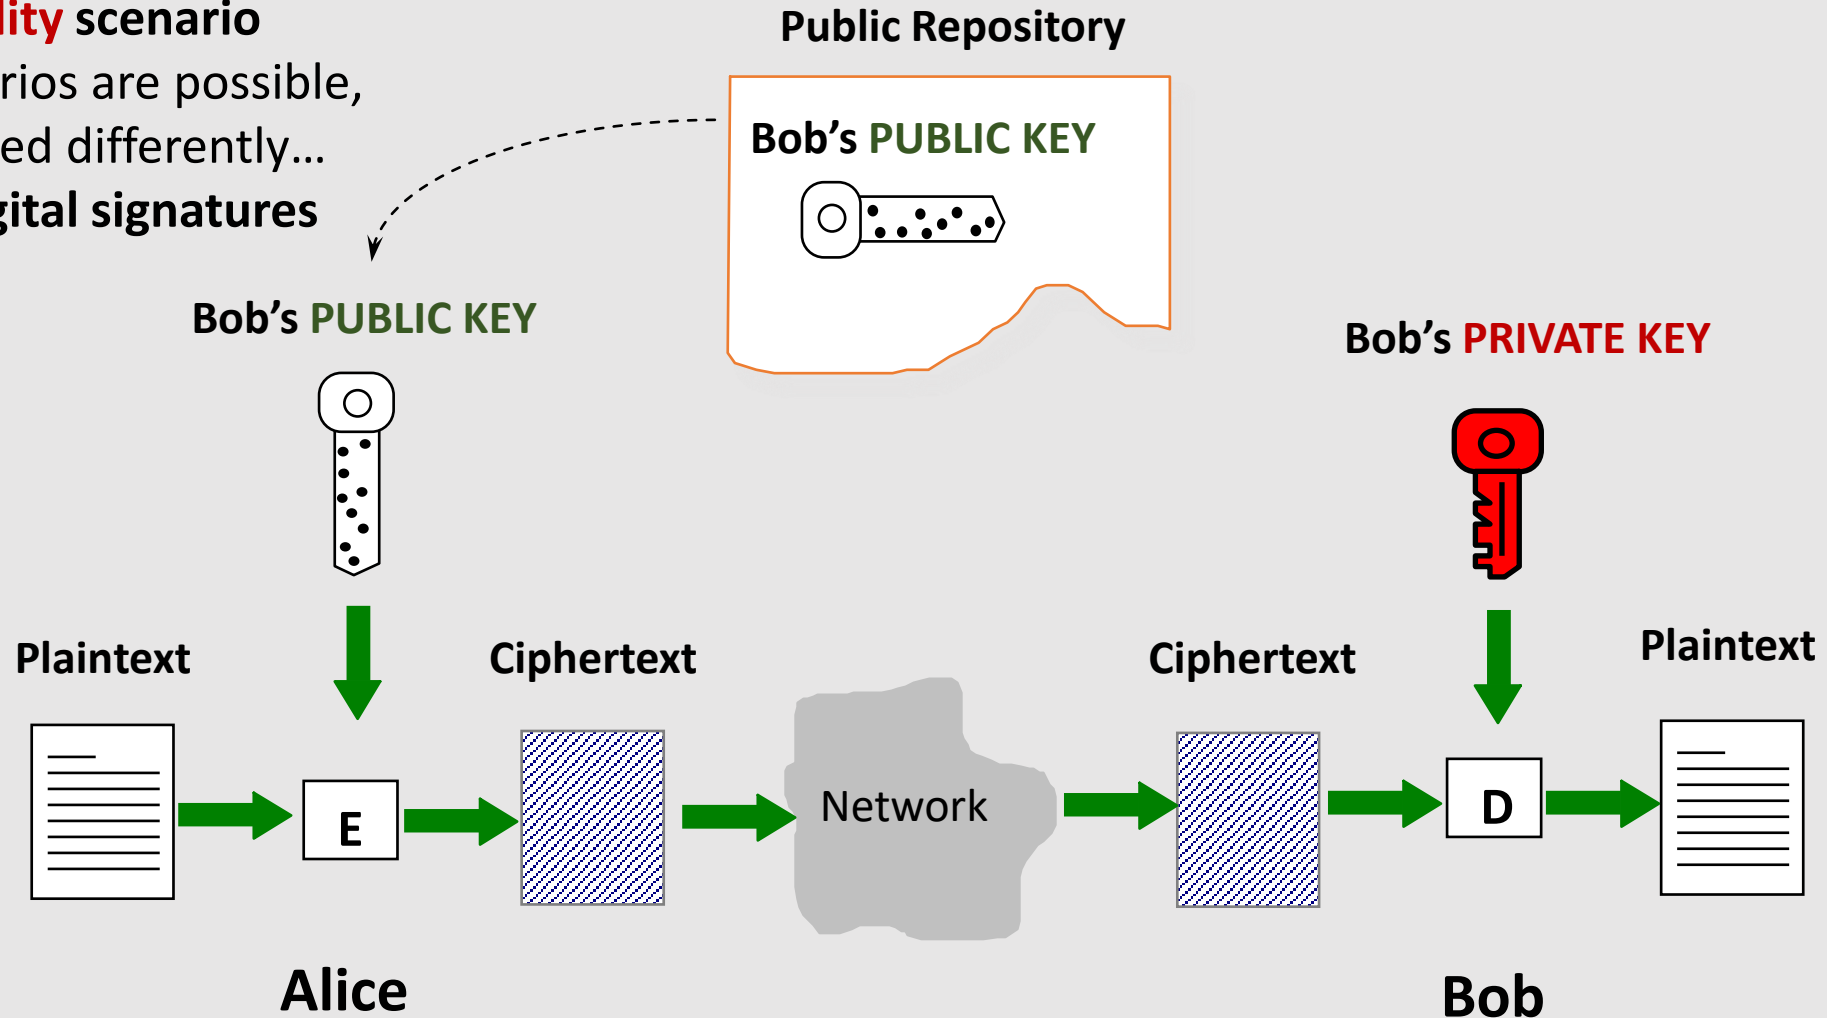 lity scenario
rios are possible,
ed differently…
gital signatures
Public Repository
Bob’s PUBLIC KEY
Bob’s PUBLIC KEY
Bob’s PRIVATE KEY
Plaintext
Ciphertext
Ciphertext
Plaintext
E
Network
D
Alice
Bob